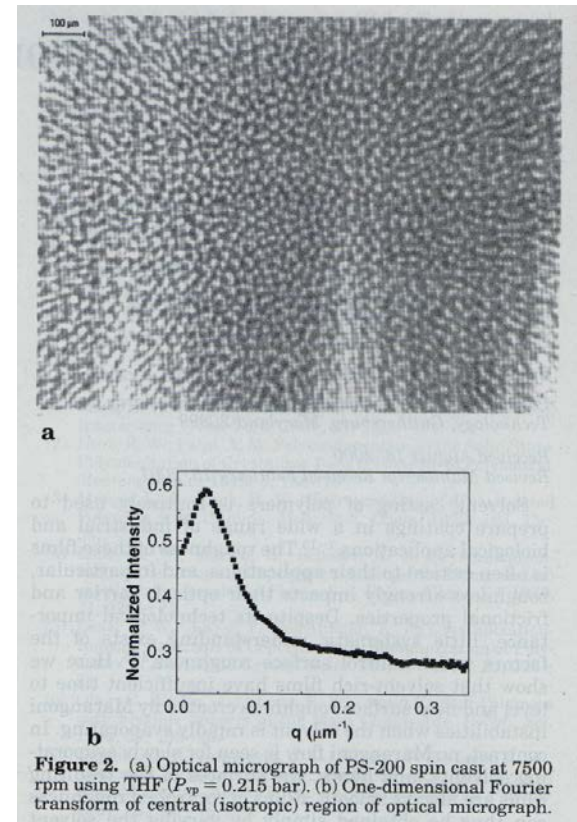 100 μm
a
0.6
0.5
0.4
0.3
Normalized Intensity
0.0
0.1
0.2
0.3
q (μm⁻¹)
b
Figure 2. (a) Optical micrograph of PS-200 spin cast at 7500
rpm using THF (Pvp = 0.215 bar). (b) One-dimensional Fourier
transform of central (isotropic) region of optical micrograph.